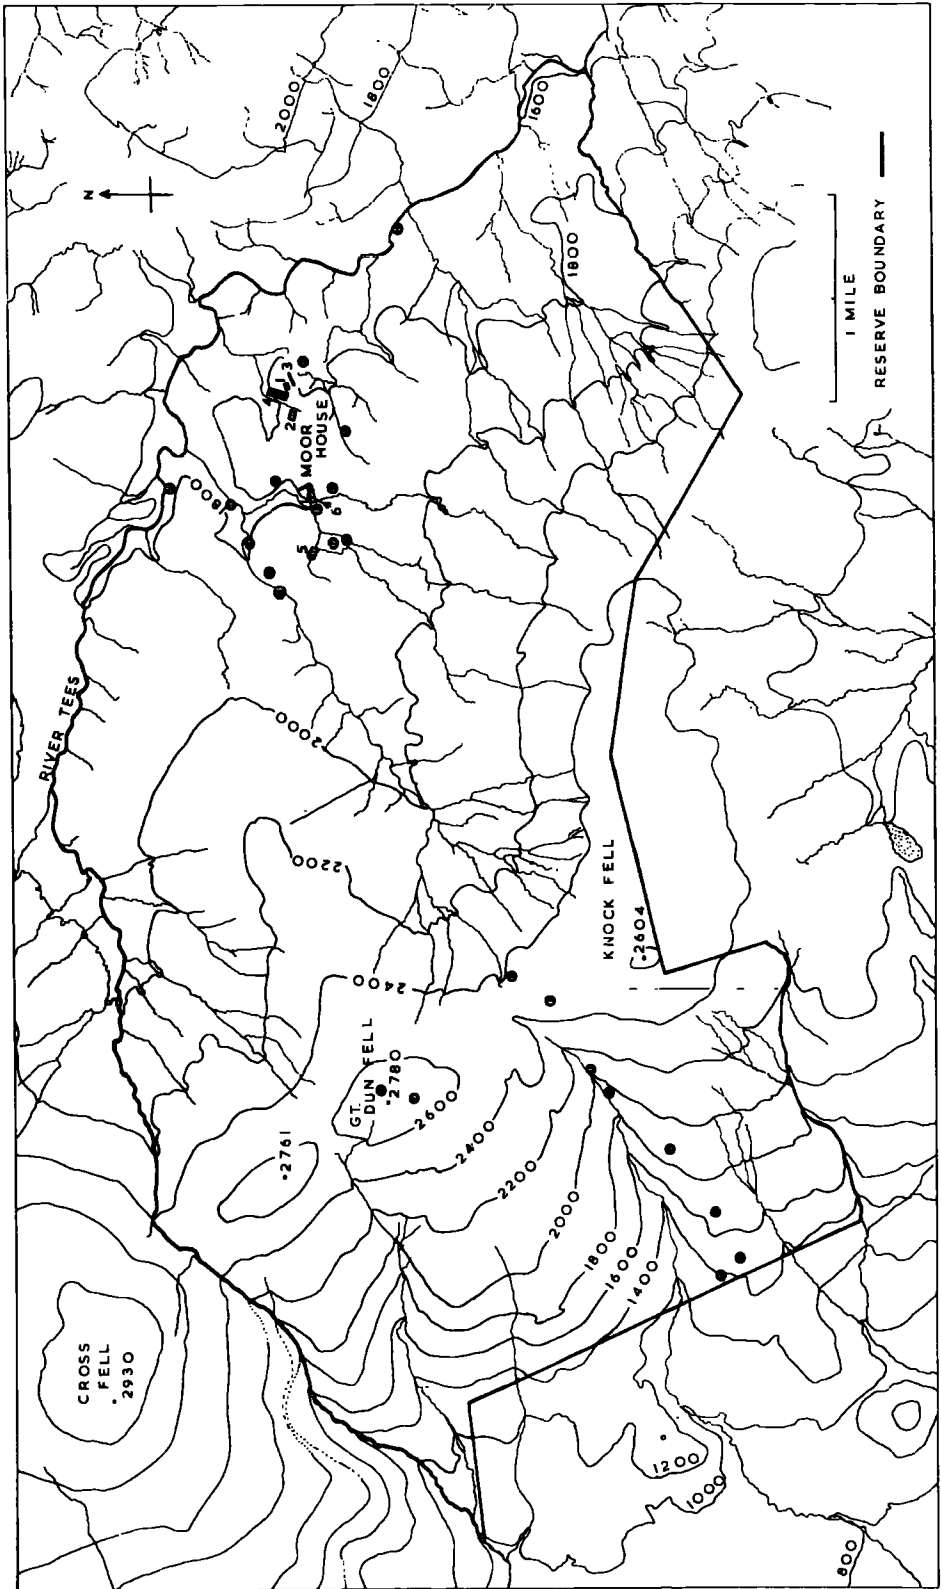 CROSS
FELL
2930
RIVER TEES
N
2761
GT.
DUN FELL
2780
2600
2400
2200
2000
1800
1600
1400
1200
1000
800
2400
2200
2000
1800
MOOR
HOUSE
1
2
3
4
5
6
2000
1800
1600
1800
KNOCK FELL
2604
1 MILE
RESERVE BOUNDARY